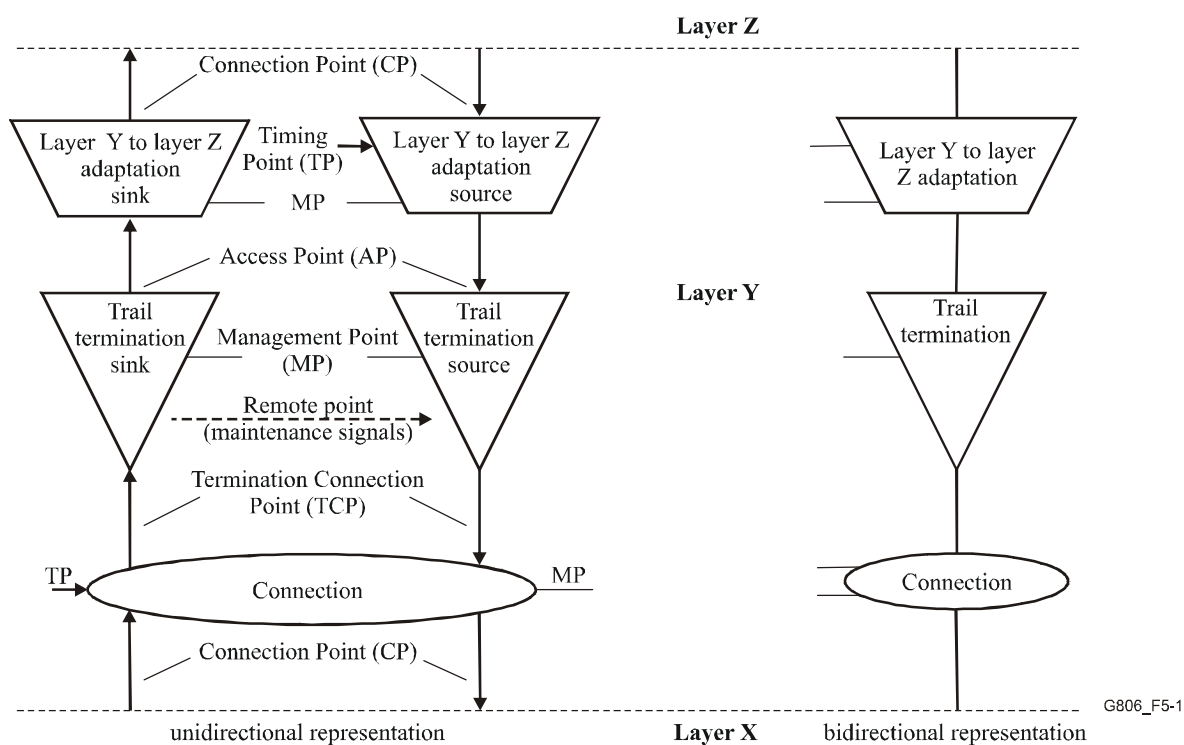 Layer Z
Connection Point (CP)
Layer Y to layer Z
adaptation
sink
Timing
Point (TP)
Layer Y to layer Z
adaptation
source
MP
Layer Y to layer
Z adaptation
Access Point (AP)
Layer Y
Trail
termination
sink
Management Point
(MP)
Trail
termination
source
Trail
termination
Remote point
(maintenance signals)
Termination Connection
Point (TCP)
TP
Connection
MP
Connection
Connection Point (CP)
G806_F5-1
unidirectional representation
Layer X
bidirectional representation